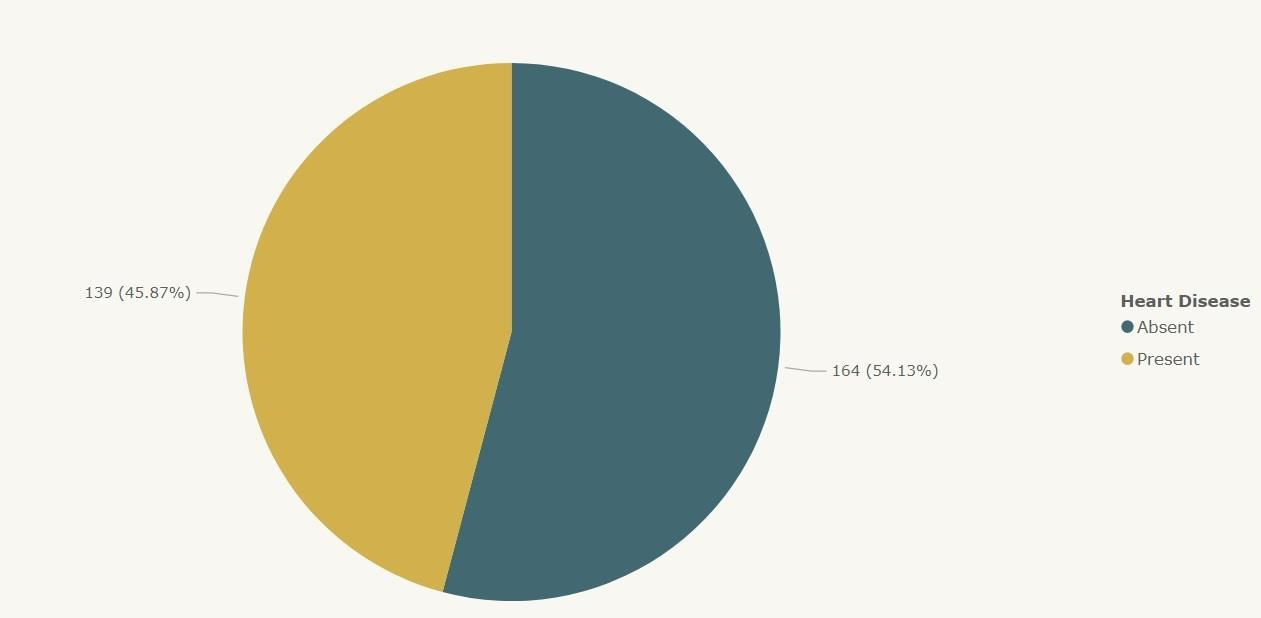 139 (45.87%)
164 (54.13%)
Heart Disease
Absent
Present